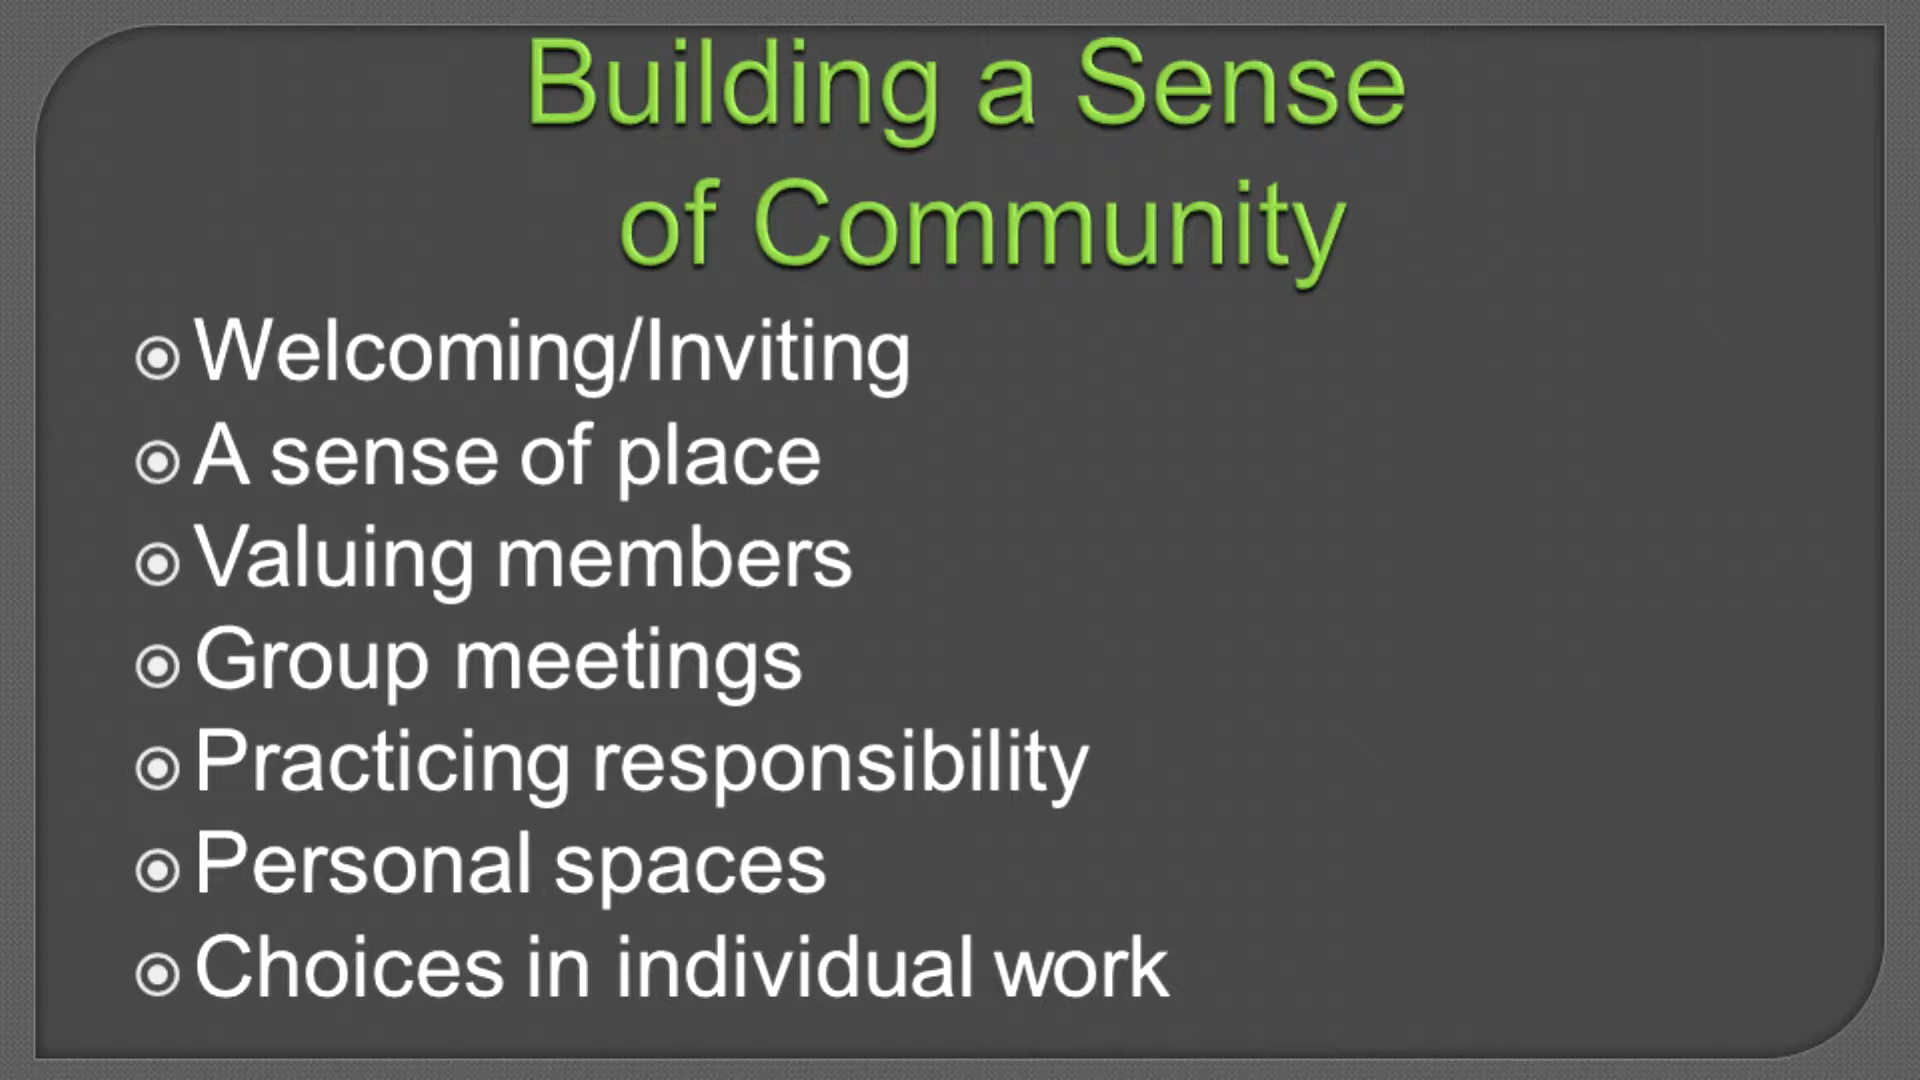 Building a Sense
of Community
Welcoming/Inviting
A sense of place
Valuing members
Group meetings
Practicing responsibility
Personal spaces
Choices in individual work